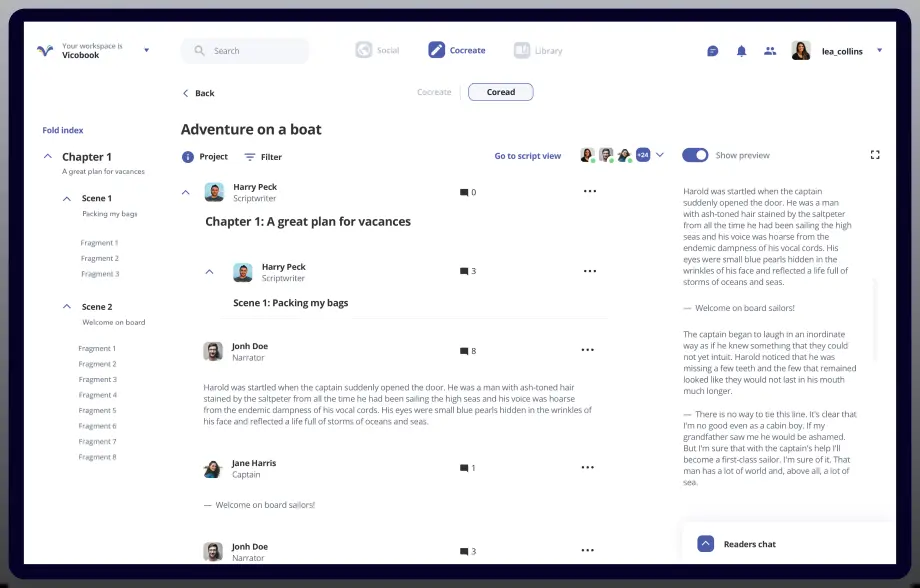 Your workspace is
Vicobook
Search
Social
Cocreate
Library
lea_collins
Back
Cocreate
Coread
Fold index
Chapter 1
A great plan for vacances
Scene 1
Packing my bags
Fragment 1
Fragment 2
Fragment 3
Scene 2
Welcome on board
Fragment 1
Fragment 2
Fragment 3
Fragment 4
Fragment 5
Fragment 6
Fragment 7
Fragment 8
Adventure on a boat
Project
Filter
Go to script view
+24
Show preview
Harry Peck
Scriptwriter
0
Chapter 1: A great plan for vacances
Harry Peck
Scriptwriter
3
Scene 1: Packing my bags
Jonh Doe
Narrator
8
Harold was startled when the captain suddenly opened the door. He was a man with ash-toned hair
stained by the saltpeter from all the time he had been sailing the high seas and his voice was hoarse
from the endemic dampness of his vocal cords. His eyes were small blue pearls hidden in the wrinkles of
his face and reflected a life full of storms of oceans and seas.
Jane Harris
Captain
1
— Welcome on board sailors!
Jonh Doe
Narrator
3
Harold was startled when the captain
suddenly opened the door. He was a man
with ash-toned hair stained by the saltpeter
from all the time he had been sailing the high
seas and his voice was hoarse from the
endemic dampness of his vocal cords. His
eyes were small blue pearls hidden in the
wrinkles of his face and reflected a life full of
storms of oceans and seas.
— Welcome on board sailors!
The captain began to laugh in an inordinate
way as if he knew something that they could
not yet intuit. Harold noticed that he was
missing a few teeth and the few that remained
looked like they would not last in his mouth
much longer.
— There is no way to tie this line. It's clear that
I'm no good even as a cabin boy. If my
grandfather saw me he would be ashamed.
But I'm sure that with the captain's help I'll
become a first-class sailor. I'm sure of it. That
man has a lot of world and, above all, a lot of
sea.
Readers chat